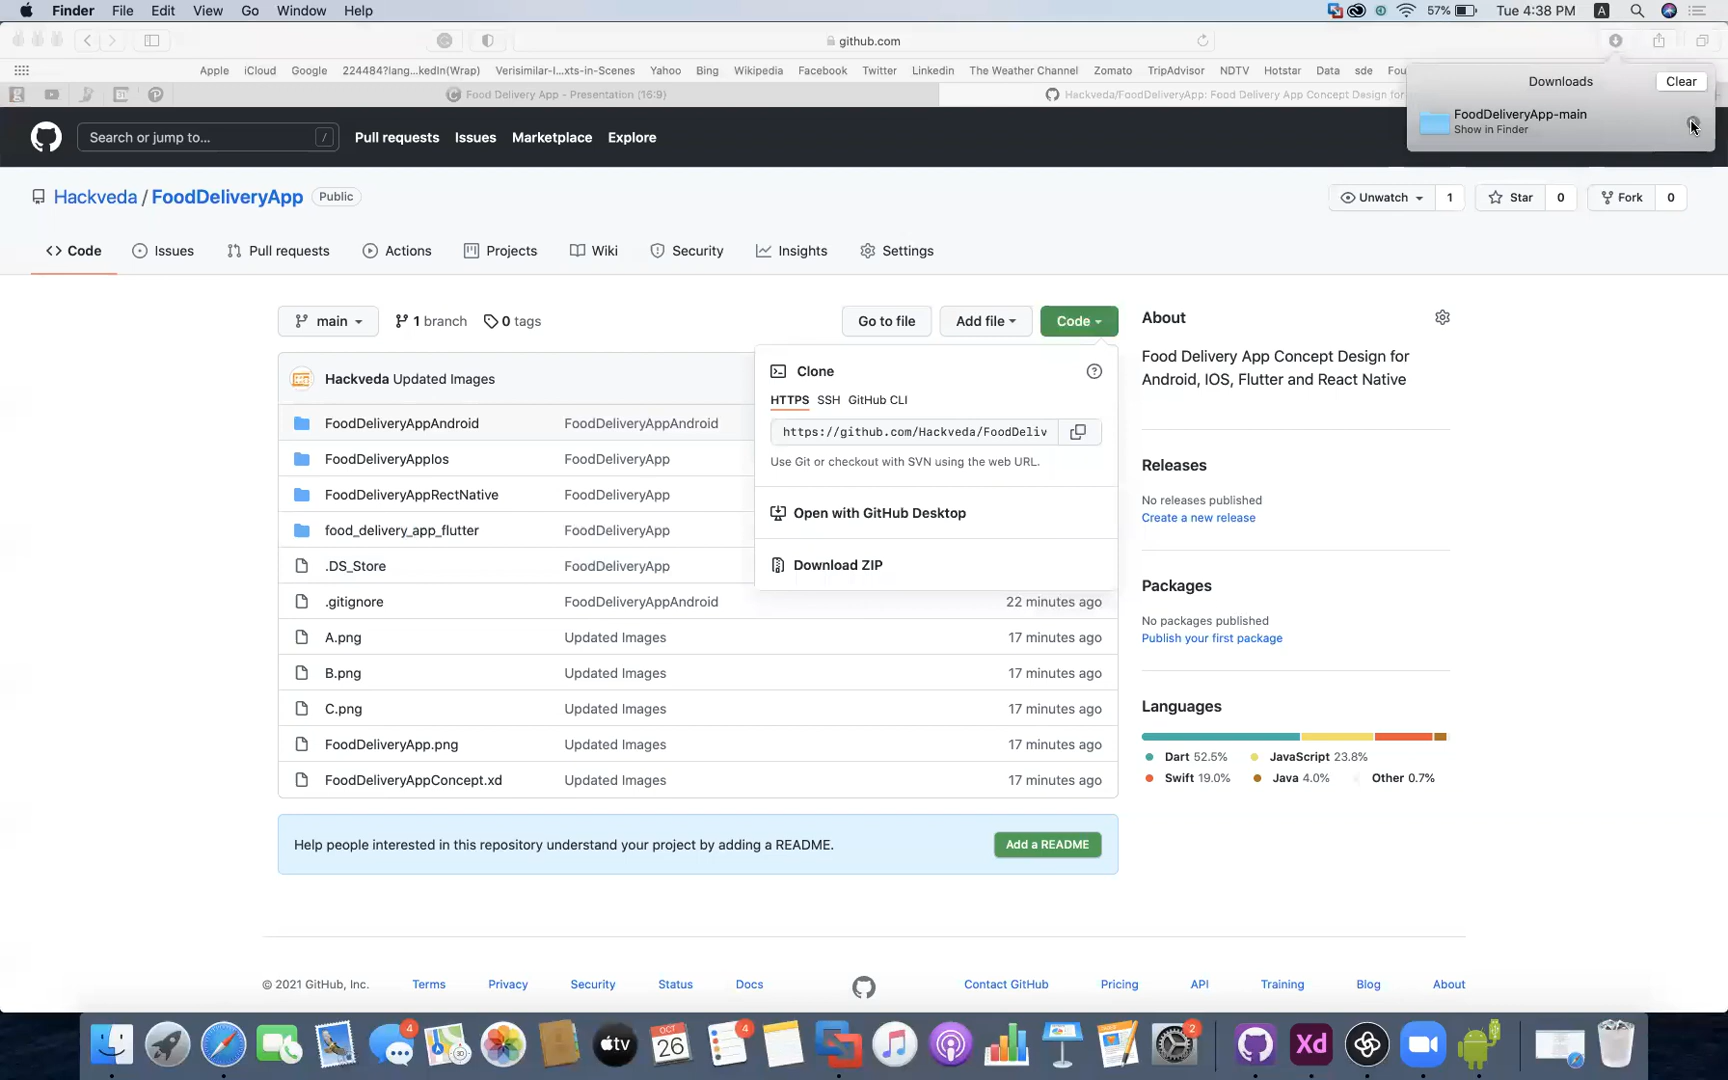 Finder File Edit View Go Window Help 57% Tue 4:38 PM A
github.com
Apple iCloud Google 224484?lang...kedIn(Wrap) Verisimilar-I...xts-in-Scenes Yahoo Bing Wikipedia Facebook Twitter Linkedin The Weather Channel Zomato TripAdvisor NDTV Hotstar Data sde Fou
Food Delivery App - Presentation (16:9) Hackveda/FoodDeliveryApp: Food Delivery App Concept Design for
Downloads Clear
FoodDeliveryApp-main
Show in Finder
Search or jump to... / Pull requests Issues Marketplace Explore
Hackveda / FoodDeliveryApp Public Unwatch 1 Star 0 Fork 0
Code Issues Pull requests Actions Projects Wiki Security Insights Settings
main 1 branch 0 tags Go to file Add file Code
Hackveda Updated Images
FoodDeliveryAppAndroid FoodDeliveryAppAndroid
FoodDeliveryAppIos FoodDeliveryApp
FoodDeliveryAppRectNative FoodDeliveryApp
food_delivery_app_flutter FoodDeliveryApp
.DS_Store FoodDeliveryApp
.gitignore FoodDeliveryAppAndroid 22 minutes ago
A.png Updated Images 17 minutes ago
B.png Updated Images 17 minutes ago
C.png Updated Images 17 minutes ago
FoodDeliveryApp.png Updated Images 17 minutes ago
FoodDeliveryAppConcept.xd Updated Images 17 minutes ago
Clone
HTTPS SSH GitHub CLI
https://github.com/Hackveda/FoodDeliv
Use Git or checkout with SVN using the web URL.
Open with GitHub Desktop
Download ZIP
Help people interested in this repository understand your project by adding a README. Add a README
About
Food Delivery App Concept Design for
Android, IOS, Flutter and React Native
Releases
No releases published
Create a new release
Packages
No packages published
Publish your first package
Languages
Dart 52.5% JavaScript 23.8%
Swift 19.0% Java 4.0% Other 0.7%
© 2021 GitHub, Inc. Terms Privacy Security Status Docs Contact GitHub Pricing API Training Blog About
4 tv OCT 26 4 2 Xd